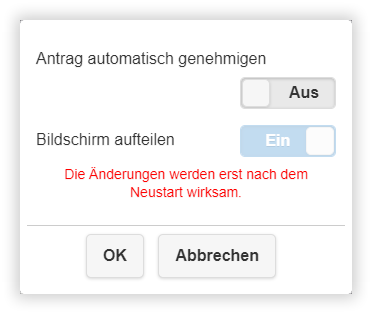 Antrag automatisch genehmigen
Aus
Bildschirm aufteilen
Ein
Die Änderungen werden erst nach dem
Neustart wirksam.
OK
Abbrechen